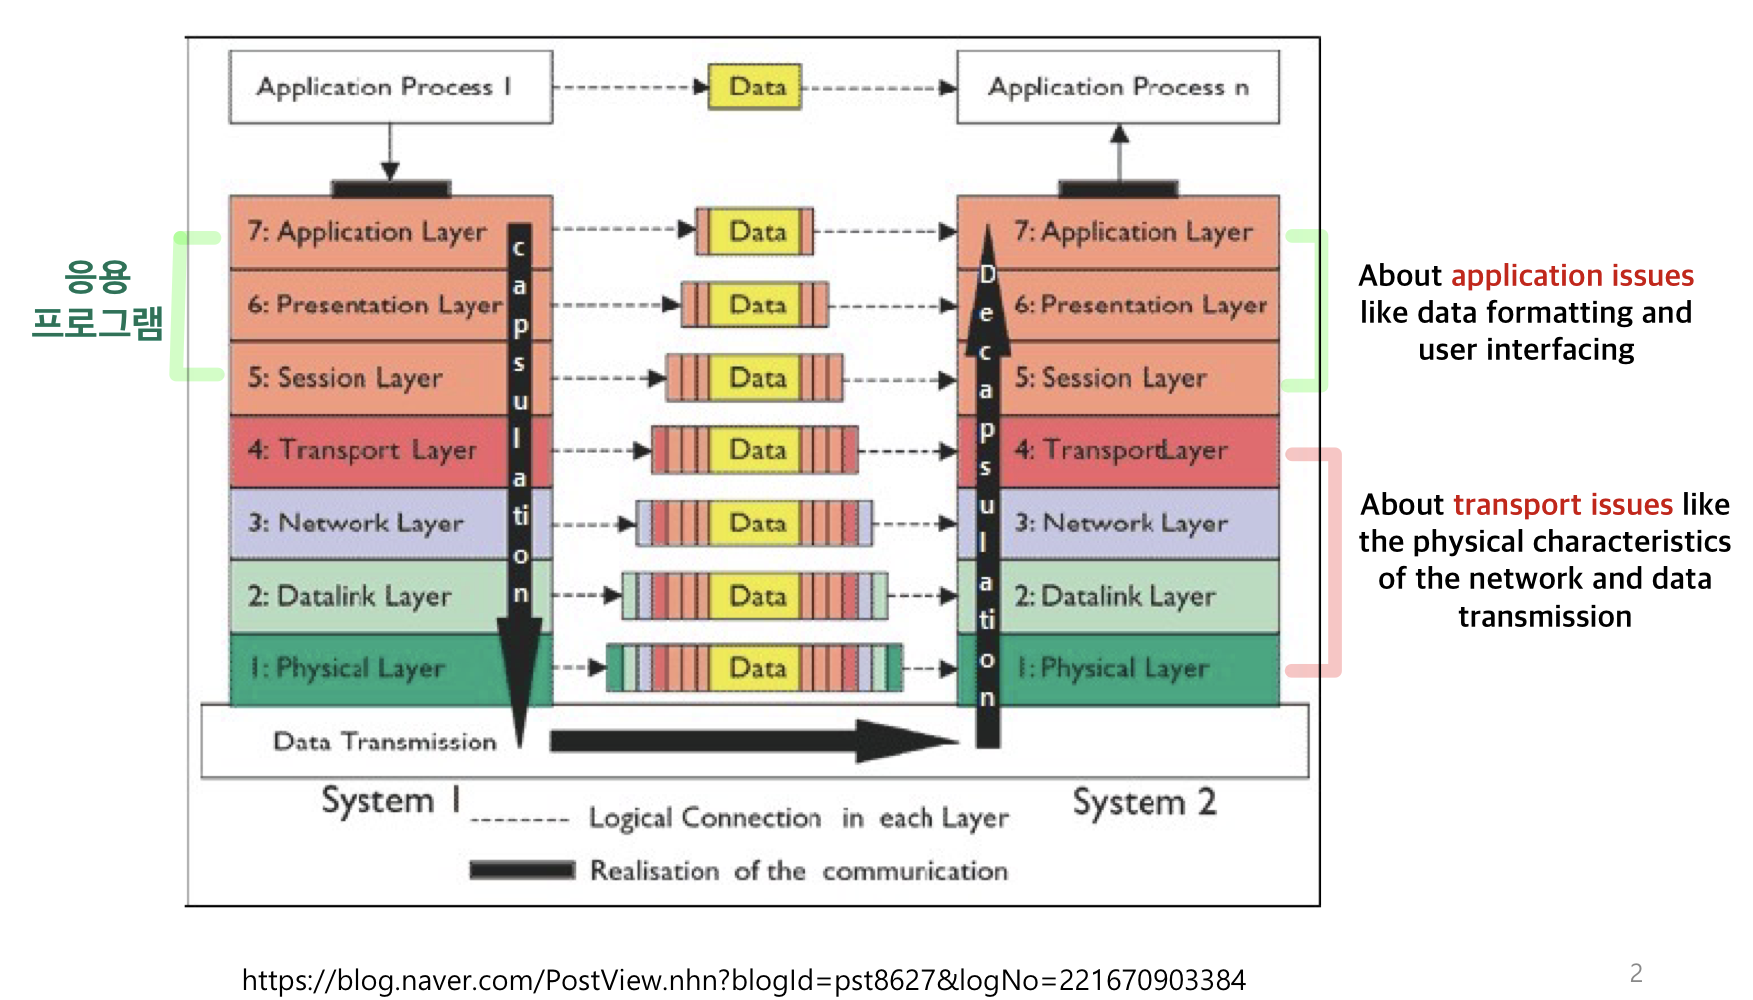 Application Process 1
Data
Application Process n
7: Application Layer
Data
7: Application Layer
6: Presentation Layer
Data
6: Presentation Layer
5: Session Layer
Data
5: Session Layer
4: Transport Layer
Data
4: Transport Layer
3: Network Layer
Data
3: Network Layer
2: Datalink Layer
Data
2: Datalink Layer
1: Physical Layer
Data
1: Physical Layer
capsulation
Decapsulation
Data Transmission
System 1
System 2
Logical Connection in each Layer
Realisation of the communication
응용
프로그램
About application issues
like data formatting and
user interfacing
About transport issues like
the physical characteristics
of the network and data
transmission
https://blog.naver.com/PostView.nhn?blogId=pst8627&logNo=221670903384
2